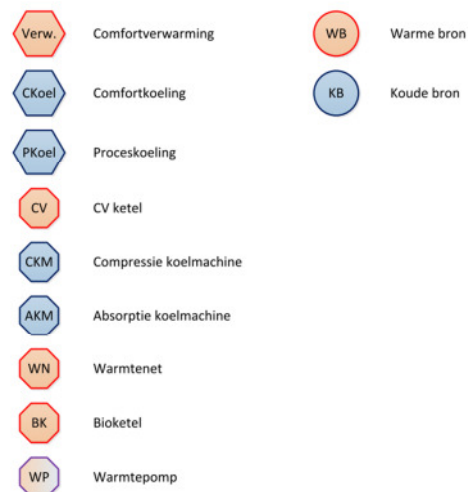 Verw. Comfortverwarming
WB Warme bron
CKoel Comfortkoeling
KB Koude bron
PKoel Proceskoeling
CV CV ketel
CKM Compressie koelmachine
AKM Absorptie koelmachine
WN Warmtenet
BK Bioketel
WP Warmtepomp